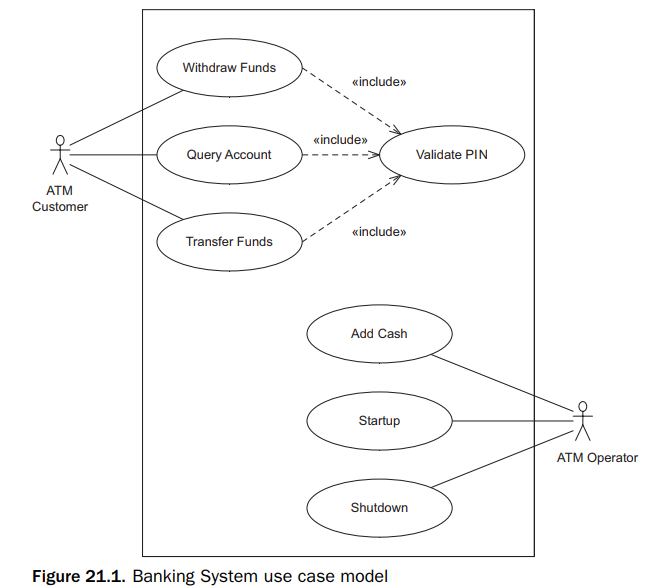 Withdraw Funds
«include»
«include»
Query Account
Validate PIN
ATM
Customer
Transfer Funds
«include»
Add Cash
Startup
ATM Operator
Shutdown
Figure 21.1. Banking System use case model